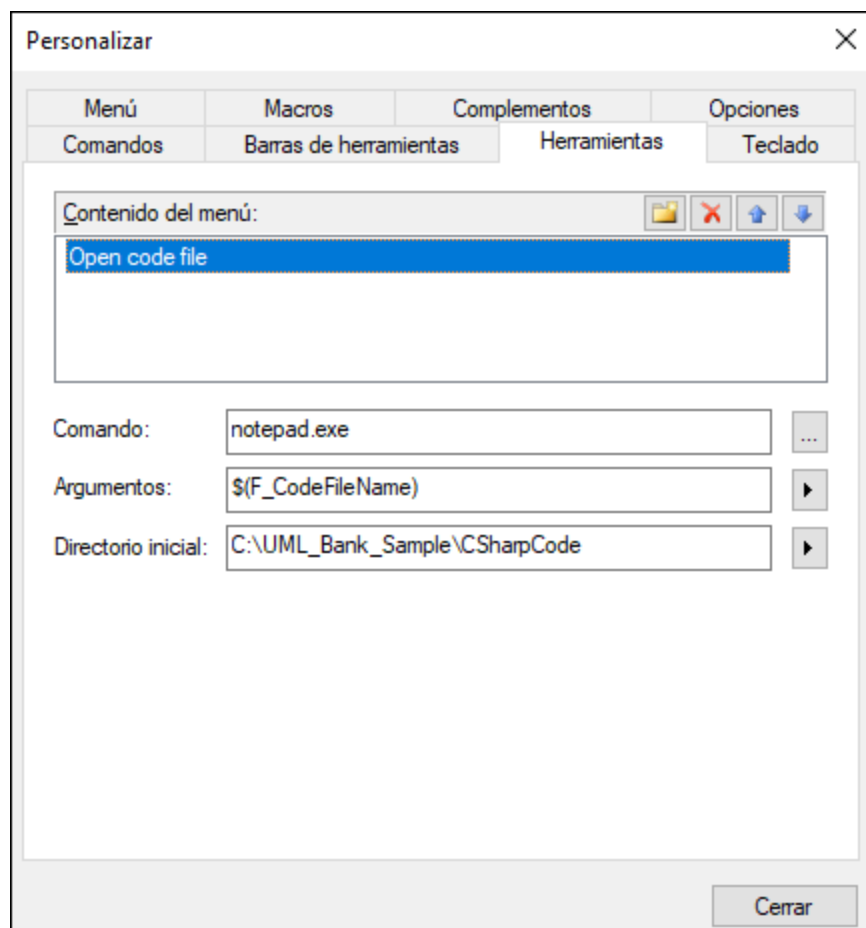 Personalizar
Menú Macros Complementos Opciones
Comandos Barras de herramientas Herramientas Teclado
Contenido del menú:
Open code file
Comando: notepad.exe ...
Argumentos: $(F_CodeFileName)
Directorio inicial: C:\UML_Bank_Sample\CSharpCode
Cerrar